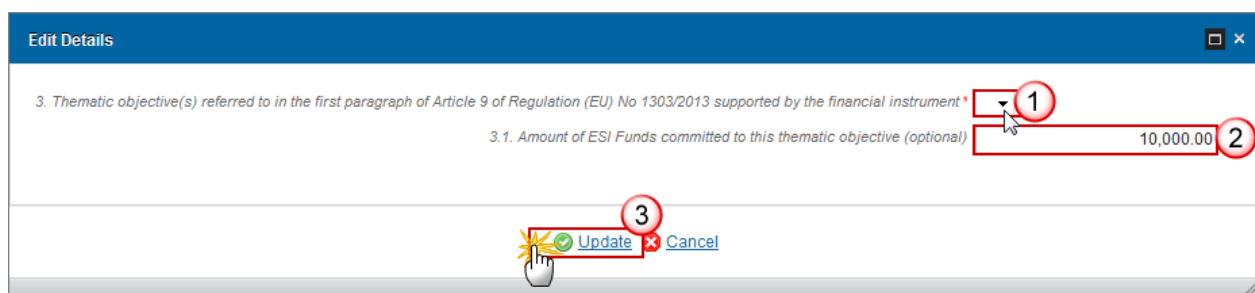 Edit Details
3. Thematic objective(s) referred to in the first paragraph of Article 9 of Regulation (EU) No 1303/2013 supported by the financial instrument * 1
3.1. Amount of ESI Funds committed to this thematic objective (optional) 10,000.00 2
3
Update Cancel